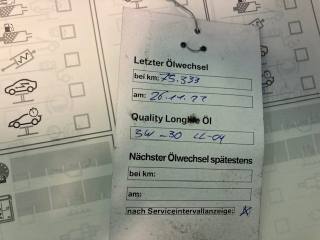 Letzter Ölwechsel
bei km: 75.333
am: 26.11.22
Quality Longlife Öl
5W-30 LL-04
Nächster Ölwechsel spätestens
bei km:
am:
nach Serviceintervallanzeige: X